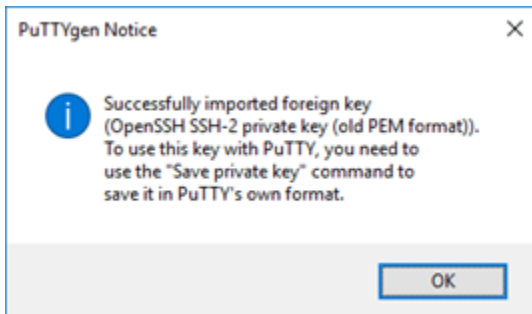 PuTTYgen Notice
Successfully imported foreign key
(OpenSSH SSH-2 private key (old PEM format)).
To use this key with PuTTY, you need to
use the "Save private key" command to
save it in PuTTY's own format.
OK